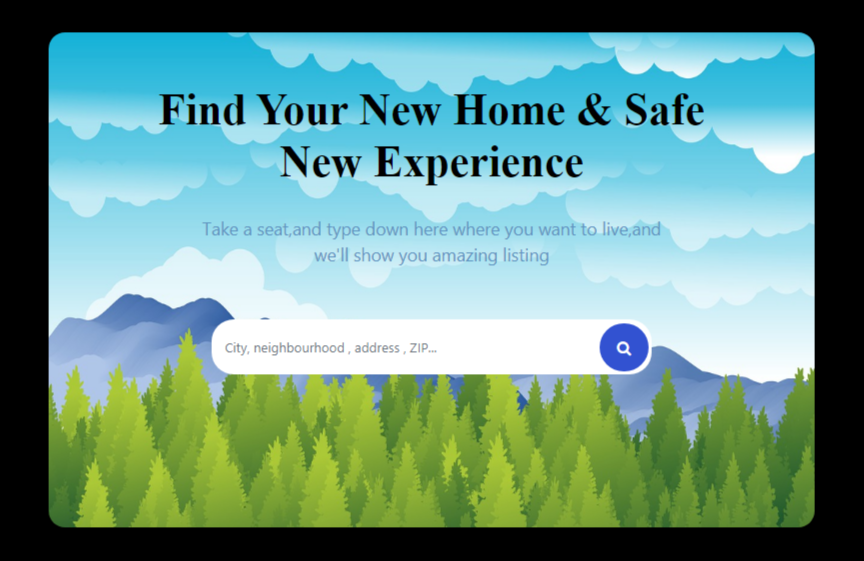 Find Your New Home & Safe
New Experience
Take a seat,and type down here where you want to live,and
we'll show you amazing listing
City, neighbourhood , address , ZIP...